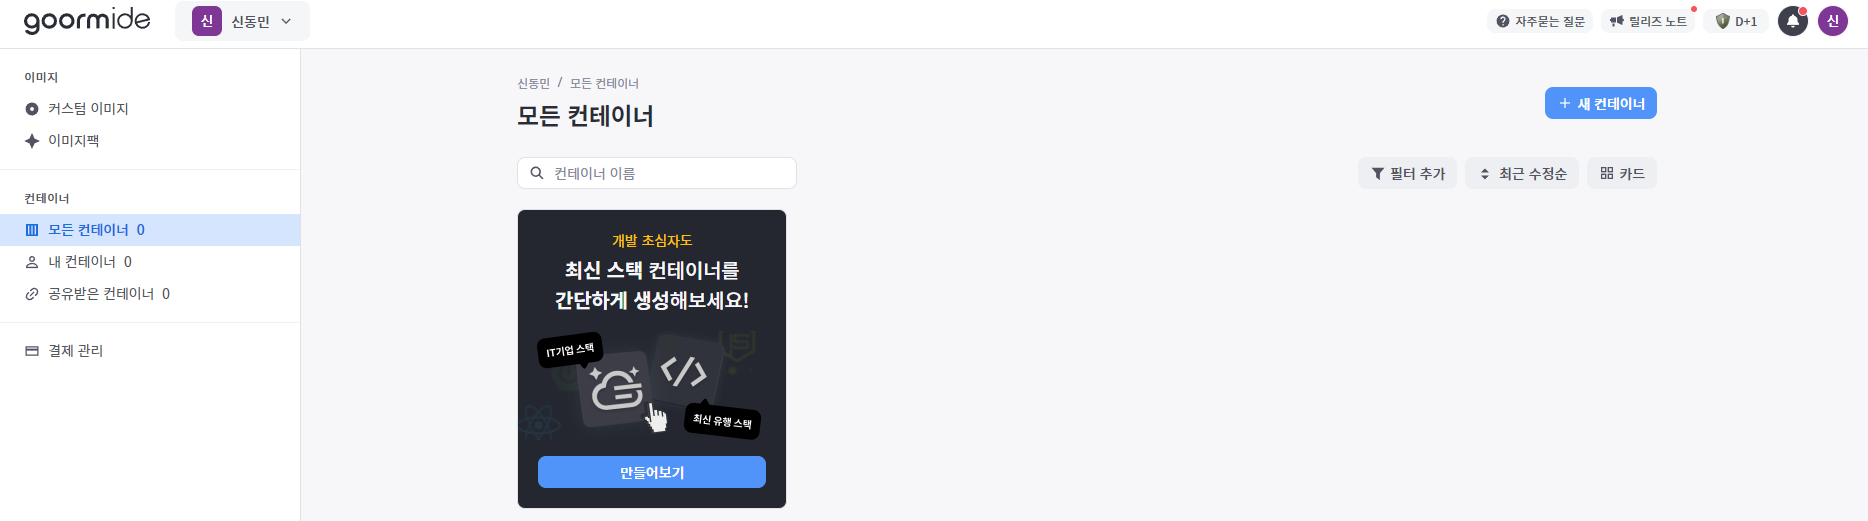 goormide
신 신동민
자주묻는 질문
릴리즈 노트
D+1
신
이미지
커스텀 이미지
이미지팩
컨테이너
모든 컨테이너 0
내 컨테이너 0
공유받은 컨테이너 0
결제 관리
신동민 / 모든 컨테이너
모든 컨테이너
+ 새 컨테이너
컨테이너 이름
필터 추가
최근 수정순
카드
개발 초심자도
최신 스택 컨테이너를
간단하게 생성해보세요!
IT기업 스택
JS
</>
최신 유행 스택
만들어보기